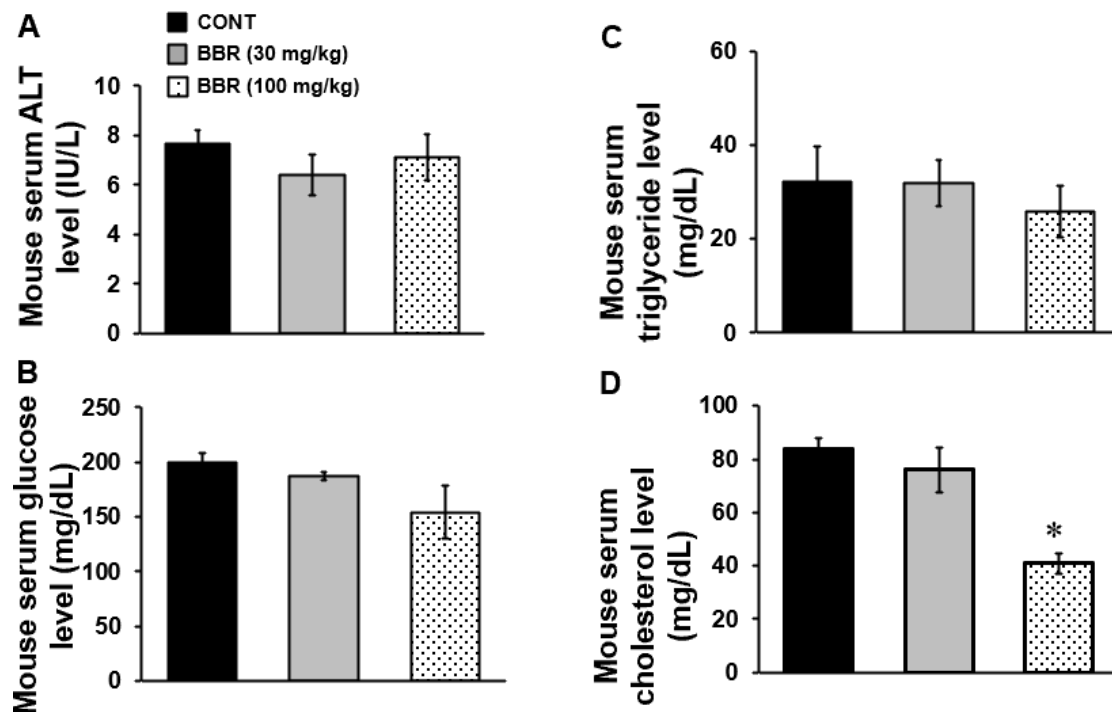 A
CONT
BBR (30 mg/kg)
BBR (100 mg/kg)
Mouse serum ALT
level (IU/L)
10
8
6
4
2
0
B
Mouse serum glucose
level (mg/dL)
250
200
150
100
50
0
C
Mouse serum
triglyceride level
(mg/dL)
60
40
20
0
D
Mouse serum
cholesterol level
(mg/dL)
100
80
60
40
20
0
*